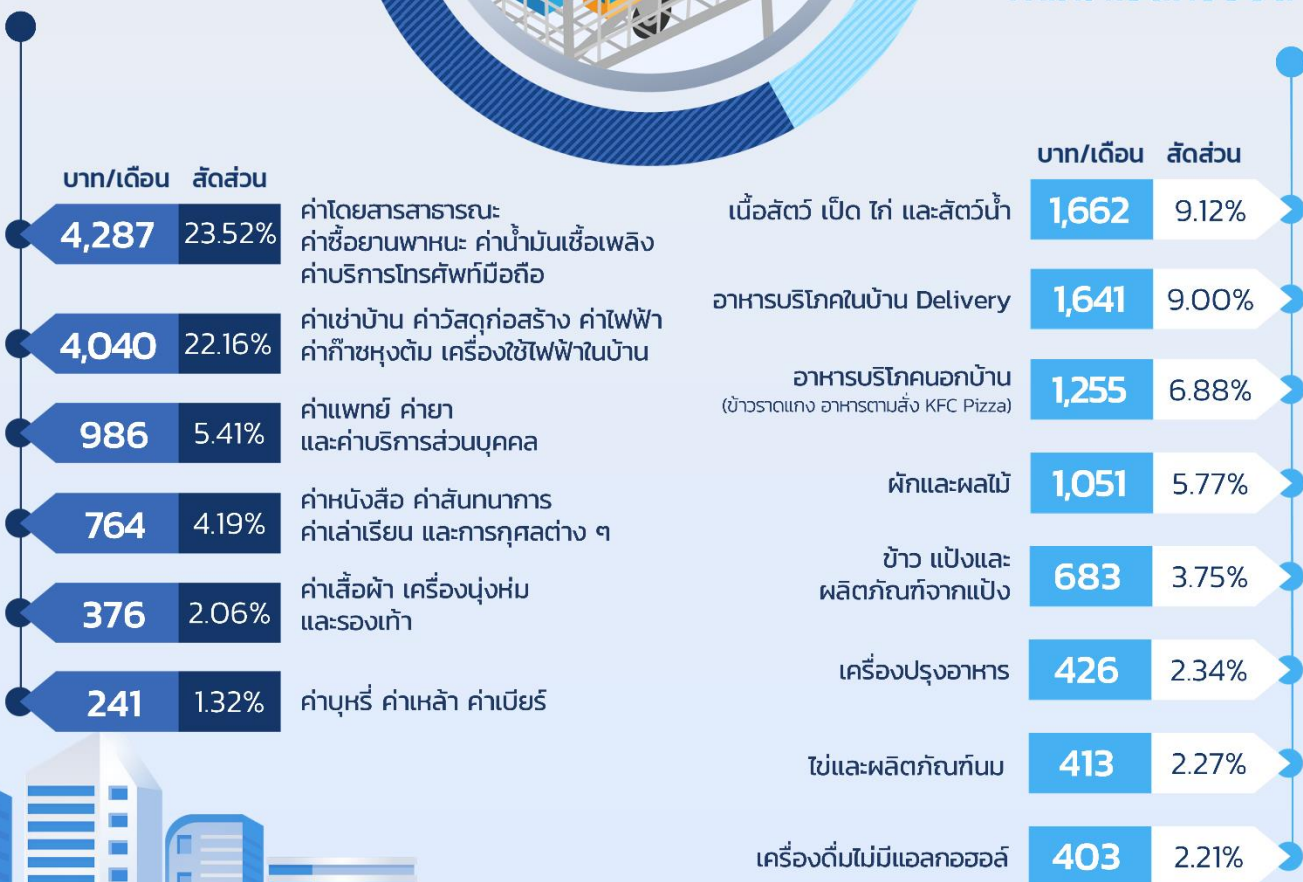 บาท/เดือน สัดส่วน
4,287 23.52%
ค่าโดยสารสาธารณะ
ค่าซื้อยานพาหนะ ค่าน้ำมันเชื้อเพลิง
ค่าบริการโทรศัพท์มือถือ
4,040 22.16%
ค่าเช่าบ้าน ค่าวัสดุก่อสร้าง ค่าไฟฟ้า
ค่าก๊าซหุงต้ม เครื่องใช้ไฟฟ้าในบ้าน
986 5.41%
ค่าแพทย์ ค่ายา
และค่าบริการส่วนบุคคล
764 4.19%
ค่าหนังสือ ค่าสันทนาการ
ค่าเล่าเรียน และการกุศลต่าง ๆ
376 2.06%
ค่าเสื้อผ้า เครื่องนุ่งห่ม
และรองเท้า
241 1.32% ค่าบุหรี่ ค่าเหล้า ค่าเบียร์
บาท/เดือน สัดส่วน
เนื้อสัตว์ เป็ด ไก่ และสัตว์น้ำ 1,662 9.12%
อาหารบริโภคในบ้าน Delivery 1,641 9.00%
อาหารบริโภคนอกบ้าน
(ข้าวราดแกง อาหารตามสั่ง KFC Pizza)
1,255 6.88%
ผักและผลไม้ 1,051 5.77%
ข้าว แป้งและ
ผลิตภัณฑ์จากแป้ง
683 3.75%
เครื่องปรุงอาหาร 426 2.34%
ไข่และผลิตภัณฑ์นม 413 2.27%
เครื่องดื่มไม่มีแอลกอฮอล์ 403 2.21%